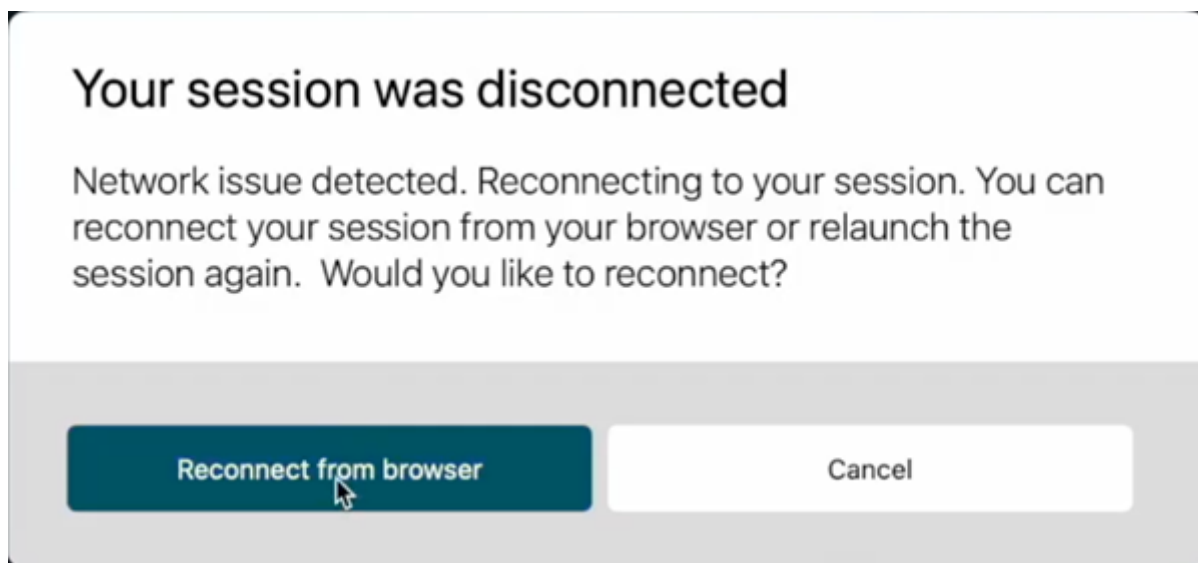 Your session was disconnected
Network issue detected. Reconnecting to your session. You can
reconnect your session from your browser or relaunch the
session again.  Would you like to reconnect?
Reconnect from browser
Cancel